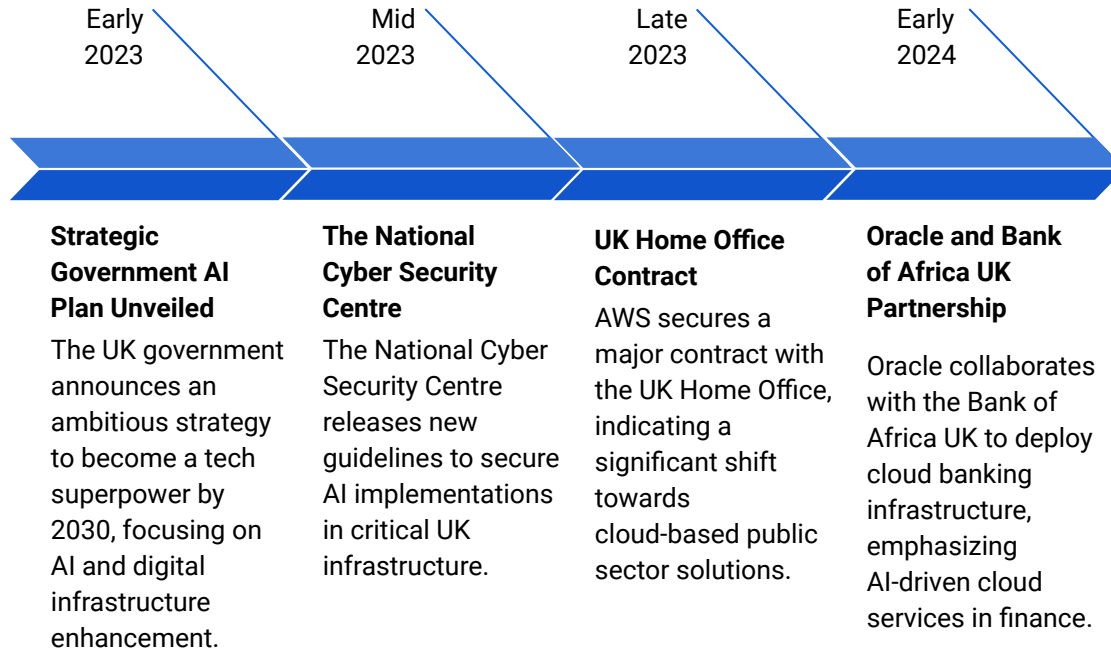 Early
2023
Mid
2023
Late
2023
Early
2024
Strategic
Government AI
Plan Unveiled
The UK government
announces an
ambitious strategy
to become a tech
superpower by
2030, focusing on
AI and digital
infrastructure
enhancement.
The National
Cyber Security
Centre
The National Cyber
Security Centre
releases new
guidelines to secure
AI implementations
in critical UK
infrastructure.
UK Home Office
Contract
AWS secures a
major contract with
the UK Home Office,
indicating a
significant shift
towards
cloud-based public
sector solutions.
Oracle and Bank
of Africa UK
Partnership
Oracle collaborates
with the Bank of
Africa UK to deploy
cloud banking
infrastructure,
emphasizing
AI-driven cloud
services in finance.